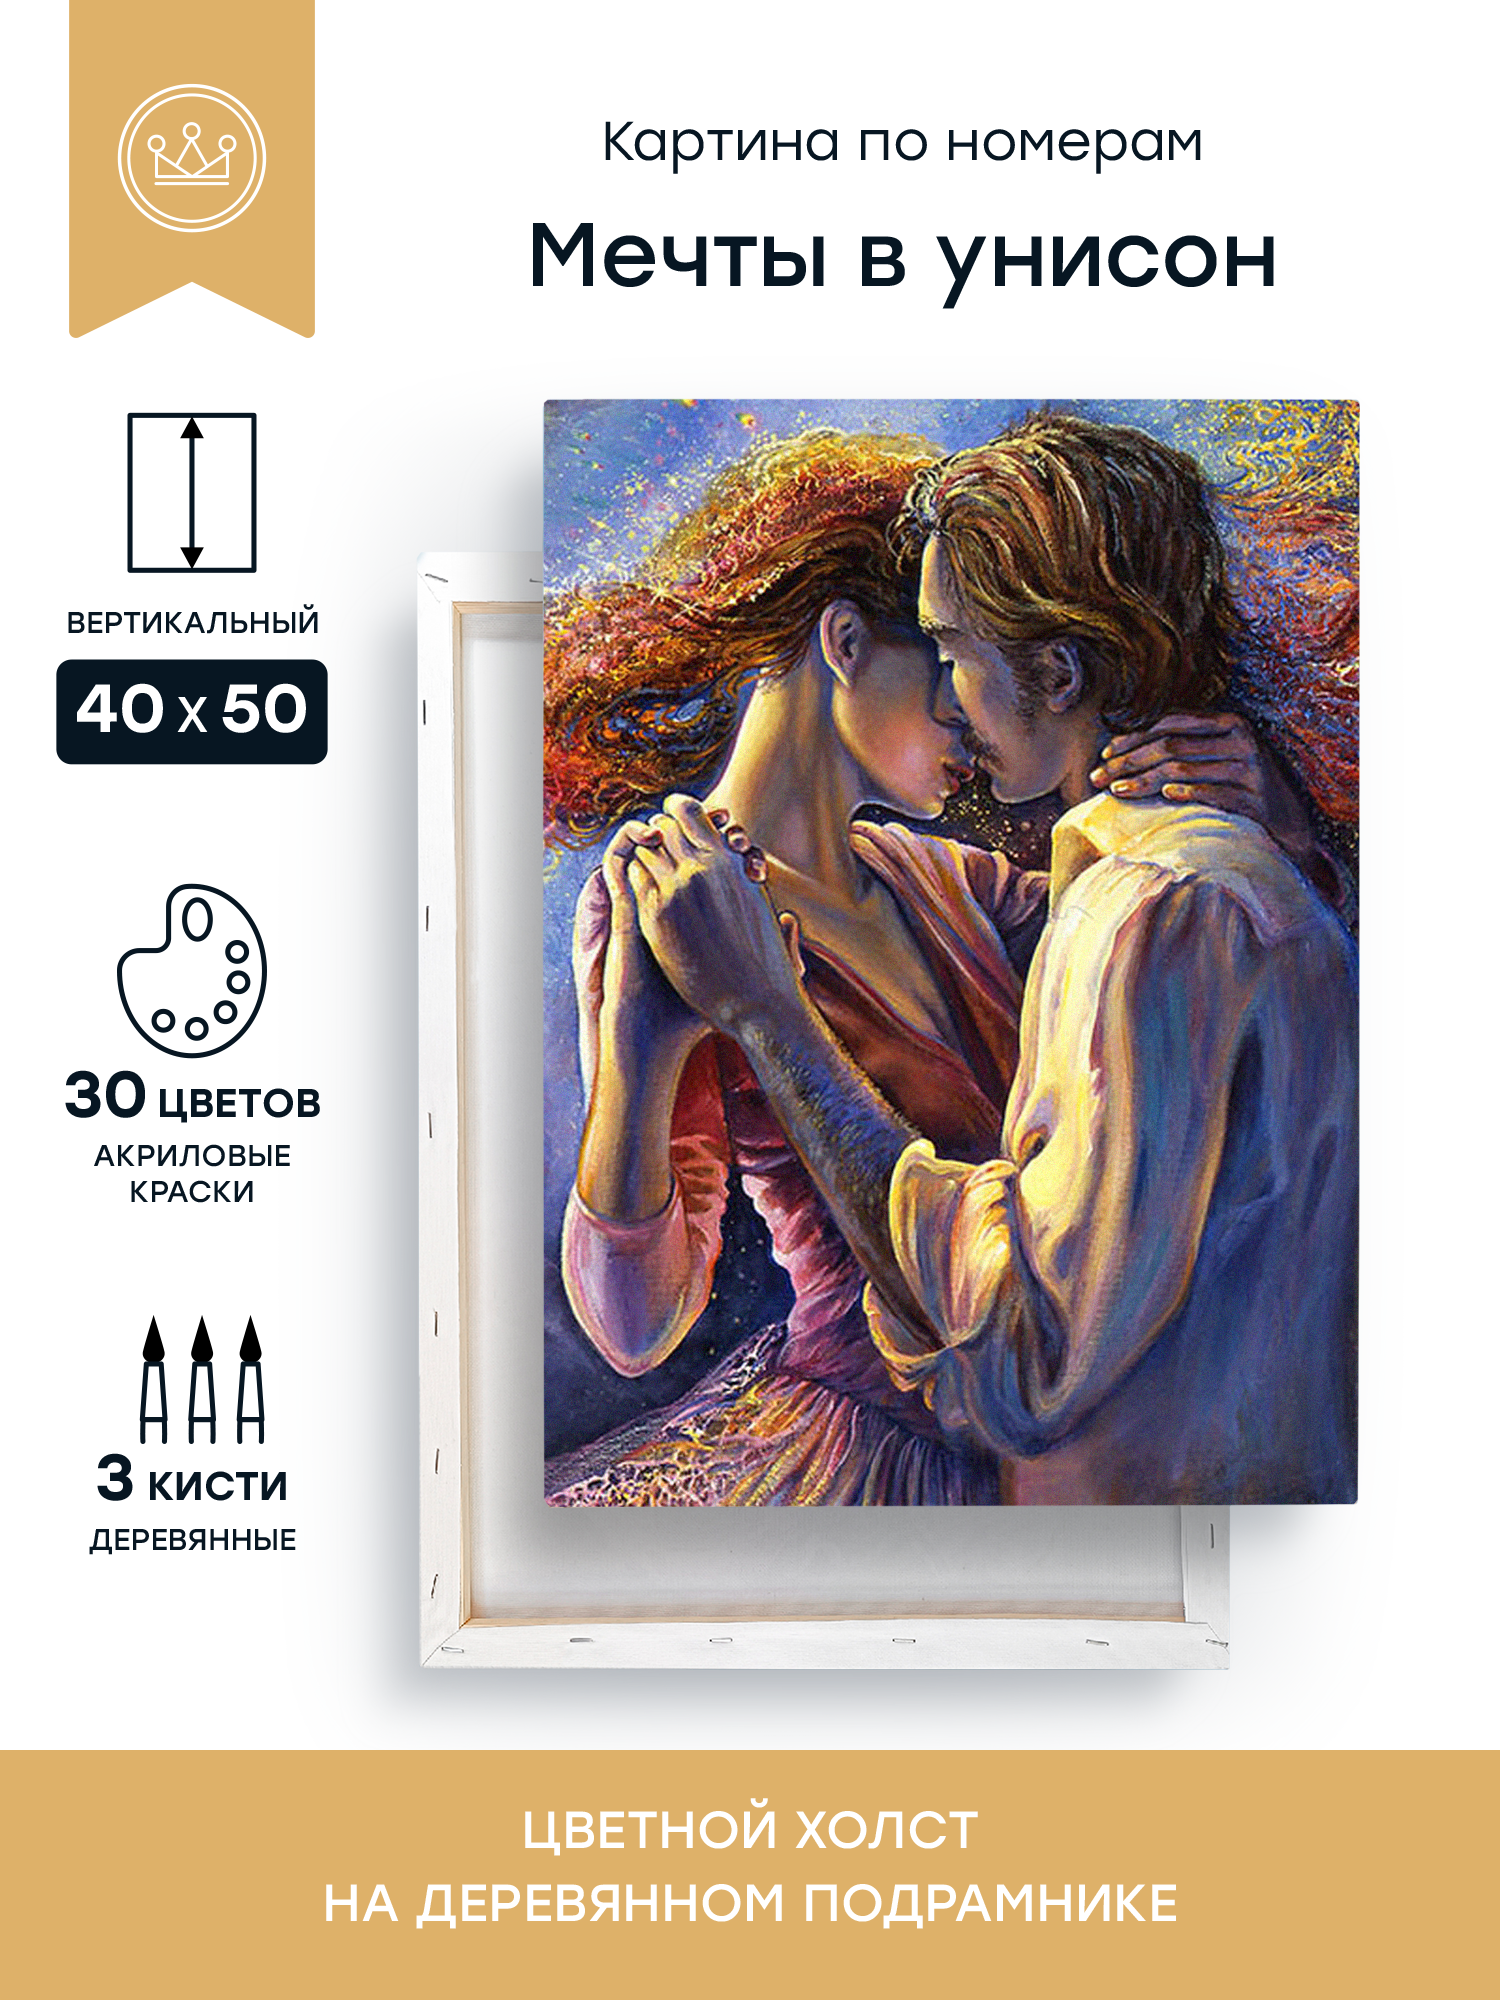 Картина по номерам
Мечты в унисон
ВЕРТИКАЛЬНЫЙ
40 X 50
30 ЦВЕТОВ
АКРИЛОВЫЕ
КРАСКИ
3 КИСТИ
ДЕРЕВЯННЫЕ
ЦВЕТНОЙ ХОЛСТ
НА ДЕРЕВЯННОМ ПОДРАМНИКЕ